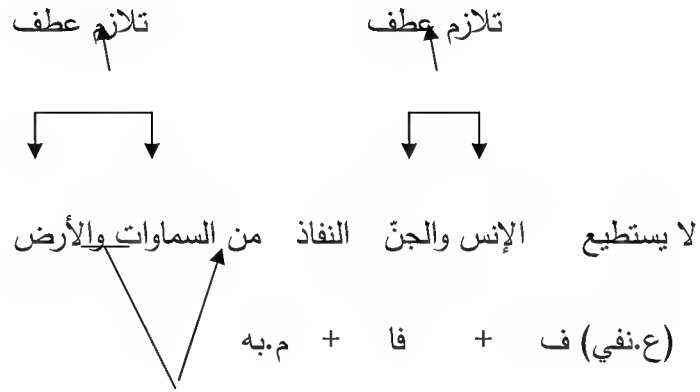 تلازم عطف تلازم عطف
لا يستطيع الإنس والجنّ النفاذ من السماوات والأرض
(ع.نفي) ف + فا + م.به